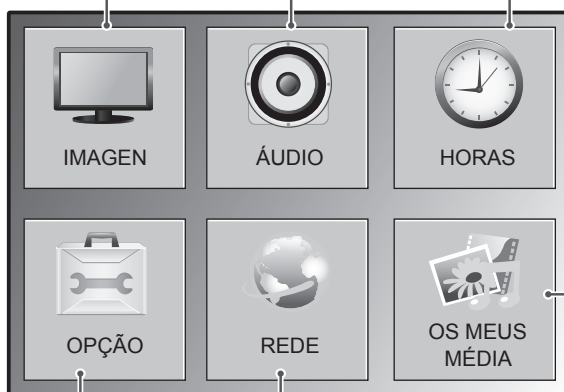 IMAGEN
ÁUDIO
HORAS
OPÇÃO
REDE
OS MEUS
MÉDIA